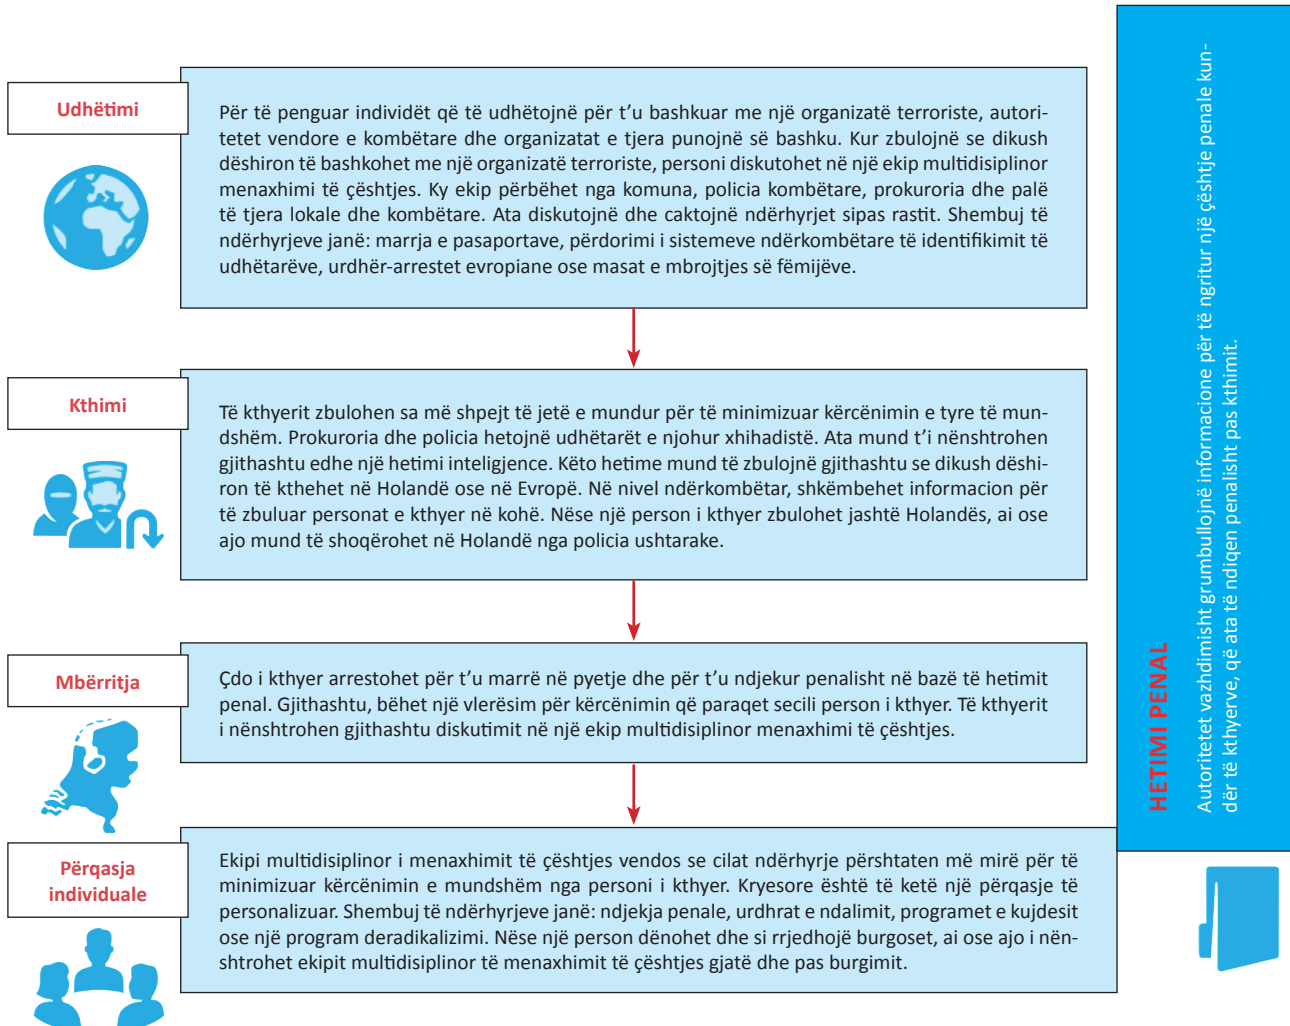 Udhëtimi
Për të penguar individët që të udhëtojnë për t'u bashkuar me një organizatë terroriste, autori-
tetet vendore e kombëtare dhe organizatat e tjera punojnë së bashku. Kur zbulojnë se dikush
dëshiron të bashkohet me një organizatë terroriste, personi diskutohet në një ekip multidisiplinor
menaxhimi të çështjes. Ky ekip përbëhet nga komuna, policia kombëtare, prokuroria dhe palë
të tjera lokale dhe kombëtare. Ata diskutojnë dhe caktojnë ndërhyrjet sipas rastit. Shembuj të
ndërhyrjeve janë: marrja e pasaportave, përdorimi i sistemeve ndërkombëtare të identifikimit të
udhëtarëve, urdhër-arrestet evropiane ose masat e mbrojtjes së fëmijëve.
Kthimi
Të kthyerit zbulohen sa më shpejt të jetë e mundur për të minimizuar kërcënimin e tyre të mun-
dshëm. Prokuroria dhe policia hetojnë udhëtarët e njohur xhihadistë. Ata mund t'i nënshtrohen
gjithashtu edhe një hetimi inteligjence. Këto hetime mund të zbulojnë gjithashtu se dikush dëshi-
ron të kthehet në Holandë ose në Evropë. Në nivel ndërkombëtar, shkëmbehet informacion për
të zbuluar personat e kthyer në kohë. Nëse një person i kthyer zbulohet jashtë Holandës, ai ose
ajo mund të shoqërohet në Holandë nga policia ushtarake.
Mbërritja
Çdo i kthyer arrestohet për t'u marrë në pyetje dhe për t'u ndjekur penalisht në bazë të hetimit
penal. Gjithashtu, bëhet një vlerësim për kërcënimin që paraqet secili person i kthyer. Të kthyerit
i nënshtrohen gjithashtu diskutimit në një ekip multidisiplinor menaxhimi të çështjes.
Përqasja
individuale
Ekipi multidisiplinor i menaxhimit të çështjes vendos se cilat ndërhyrje përshtaten më mirë për të
minimizuar kërcënimin e mundshëm nga personi i kthyer. Kryesore është të ketë një përqasje të
personalizuar. Shembuj të ndërhyrjeve janë: ndjekja penale, urdhrat e ndalimit, programet e kujdesit
ose një program deradikalizimi. Nëse një person dënohet dhe si rrjedhojë burgoset, ai ose ajo i nën-
shtrohet ekipit multidisiplinor të menaxhimit të çështjes gjatë dhe pas burgimit.
HETIMI PENAL
Autoritetet vazhdimisht grumbullojnë informacione për të ngritur një çështje penale kun-
dër të kthyerve, që ata të ndiqen penalisht pas kthimit.